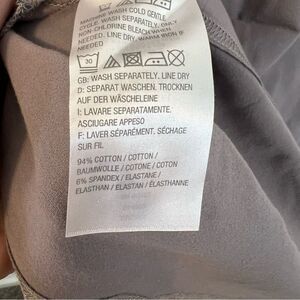 MACHINE WASH COLD GENTLE
CYCLE. WASH SEPARATELY. ONLY
NON-CHLORINE BLEACH WHEN
NEEDED. LINE DRY. WARM IRON IF
NEEDED.
30
GB: WASH SEPARATELY. LINE DRY
D: SEPARAT WASCHEN. TROCKNEN
AUF DER WÄSCHELEINE
I: LAVARE SEPARATAMENTE.
ASCIUGARE APPESO
F: LAVER SÉPARÉMENT. SÉCHAGE
SUR FIL
94% COTTON / COTTON /
BAUMWOLLE / COTONE / COTON
6% SPANDEX / ELASTANE /
ELASTHAN / ELASTAN / ÉLASTHANNE